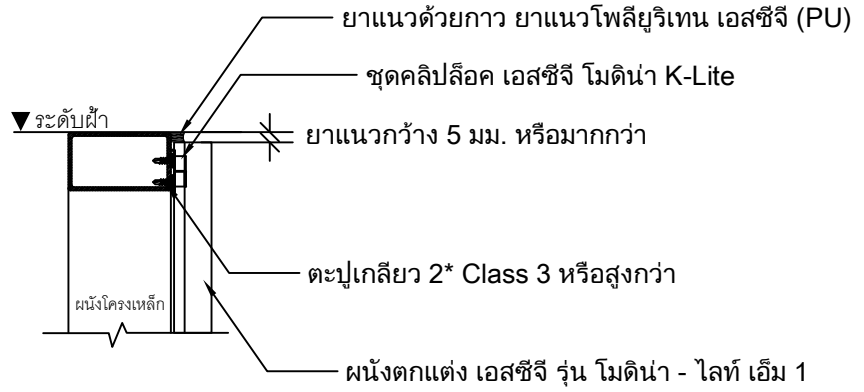 ยาแนวด้วยกาว ยาแนวโพลียูริเทน เอสซีจี (PU)
ชุดคลิปล็อค เอสซีจี โมดิน่า K-Lite
ระดับฝ้า
ยาแนวกว้าง 5 มม. หรือมากกว่า
ตะปูเกลียว 2* Class 3 หรือสูงกว่า
ผนังโครงเหล็ก
ผนังตกแต่ง เอสซีจี รุ่น โมดิน่า - ไลท์ เอ็ม 1